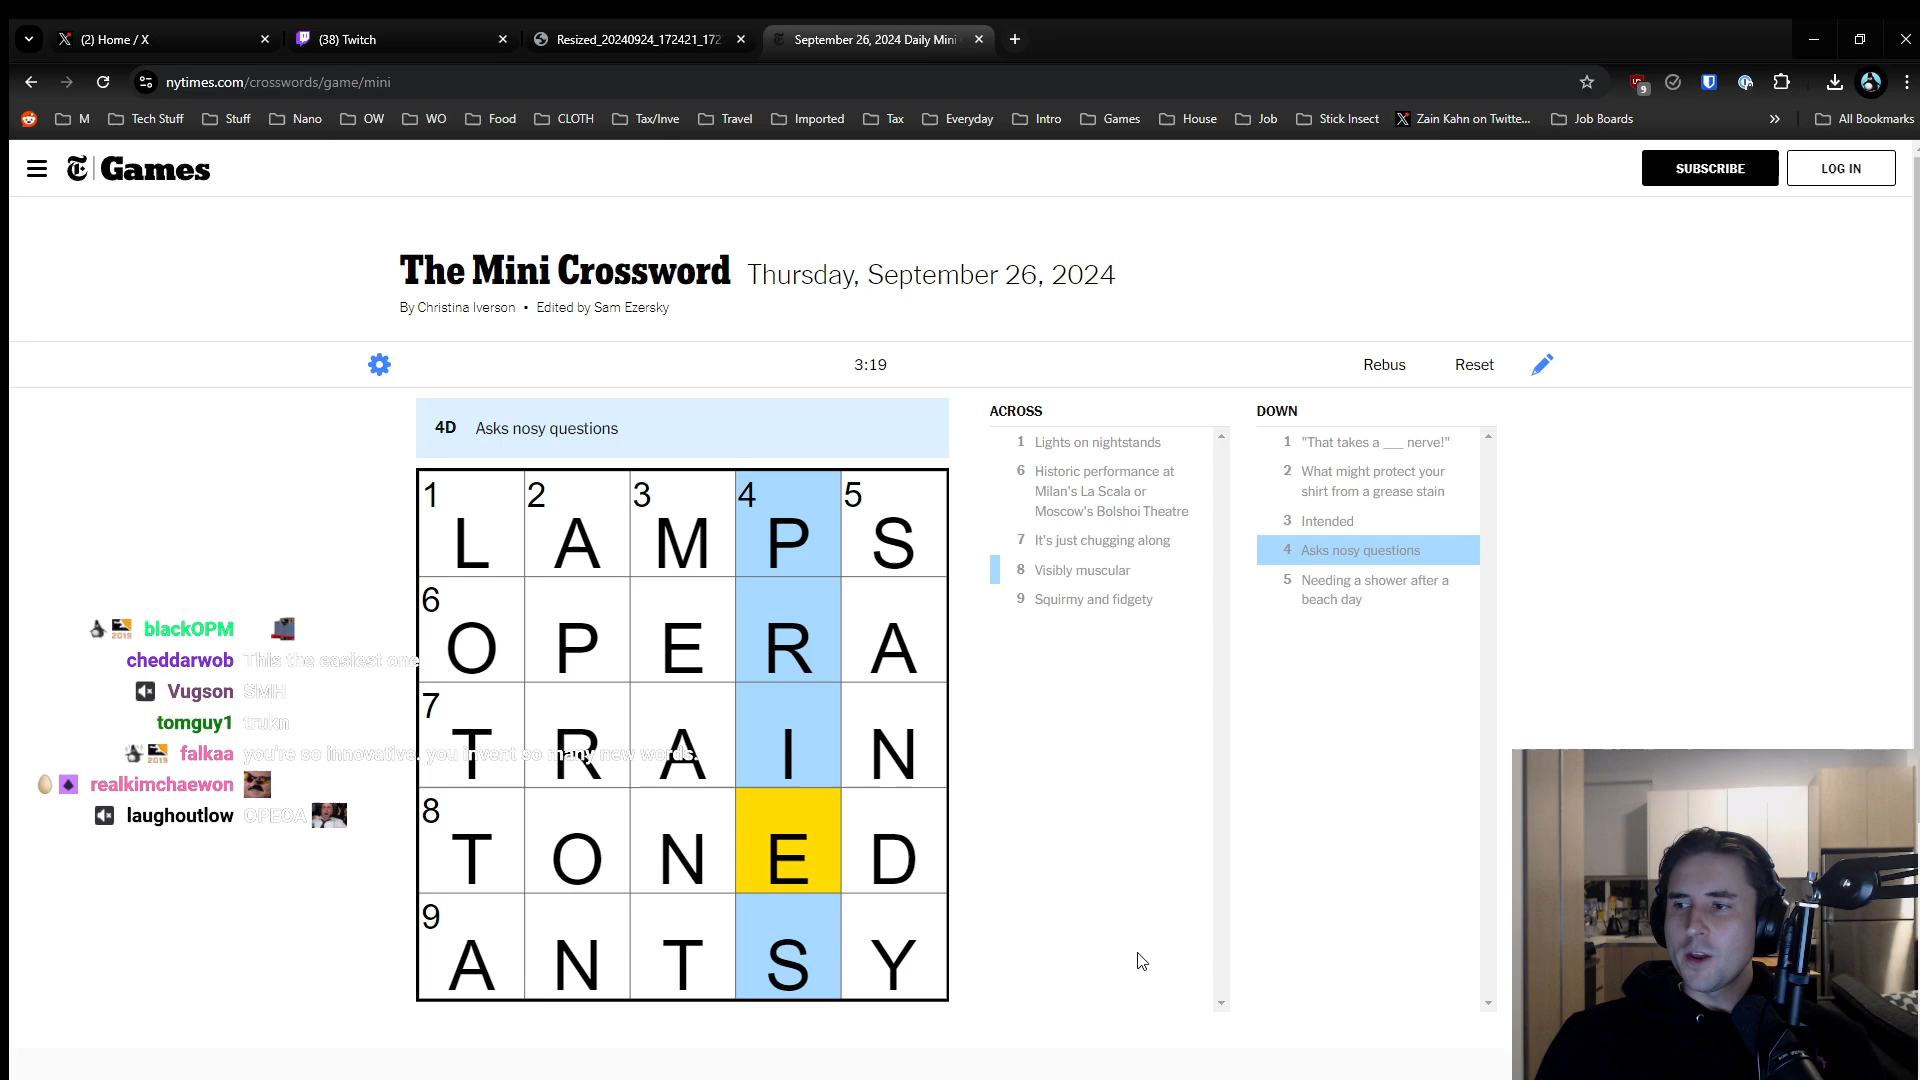 (2) Home / X
(38) Twitch
Resized_20240924_172421_172
September 26, 2024 Daily Mini
nytimes.com/crosswords/game/mini
9
M
Tech Stuff
Stuff
Nano
OW
WO
Food
CLOTH
Tax/Inve
Travel
Imported
Tax
Everyday
Intro
Games
House
Job
Stick Insect
Zain Kahn on Twitte...
Job Boards
»
All Bookmarks
T Games
SUBSCRIBE
LOG IN
The Mini Crossword Thursday, September 26, 2024
By Christina Iverson • Edited by Sam Ezersky
3:19
Rebus
Reset
4D Asks nosy questions
1 2 3 4 5
L A M P S
6
O P E R A
7
T R A I N
8
T O N E D
9
A N T S Y
ACROSS
1 Lights on nightstands
6 Historic performance at
Milan's La Scala or
Moscow's Bolshoi Theatre
7 It's just chugging along
8 Visibly muscular
9 Squirmy and fidgety
DOWN
1 "That takes a ___ nerve!"
2 What might protect your
shirt from a grease stain
3 Intended
4 Asks nosy questions
5 Needing a shower after a
beach day
2019 blackOPM
cheddarwob This the easiest one
Vugson SMH
tomguy1 trukn
2019 falkaa you're so innovative. you invent so many new words.
realkimchaewon
laughoutlow OPEOA